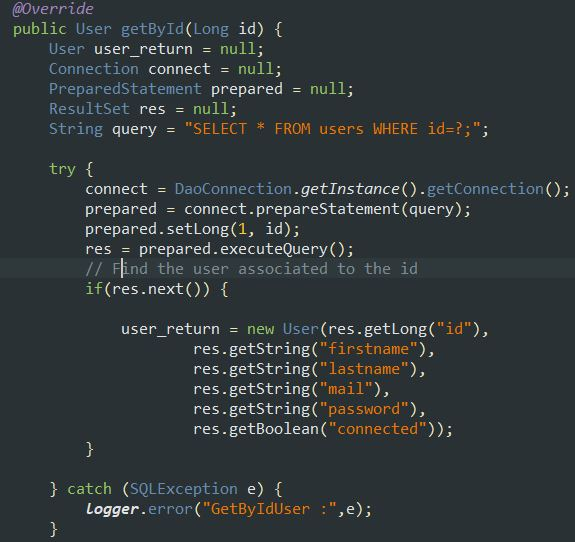 @Override
public User getById(Long id) {
    User user_return = null;
    Connection connect = null;
    PreparedStatement prepared = null;
    ResultSet res = null;
    String query = "SELECT * FROM users WHERE id=?;";

    try {
        connect = DaoConnection.getInstance().getConnection();
        prepared = connect.prepareStatement(query);
        prepared.setLong(1, id);
        res = prepared.executeQuery();
        // Find the user associated to the id
        if(res.next()) {

            user_return = new User(res.getLong("id"),
                    res.getString("firstname"),
                    res.getString("lastname"),
                    res.getString("mail"),
                    res.getString("password"),
                    res.getBoolean("connected"));
        }

    } catch (SQLException e) {
        logger.error("GetByIdUser :",e);
    }